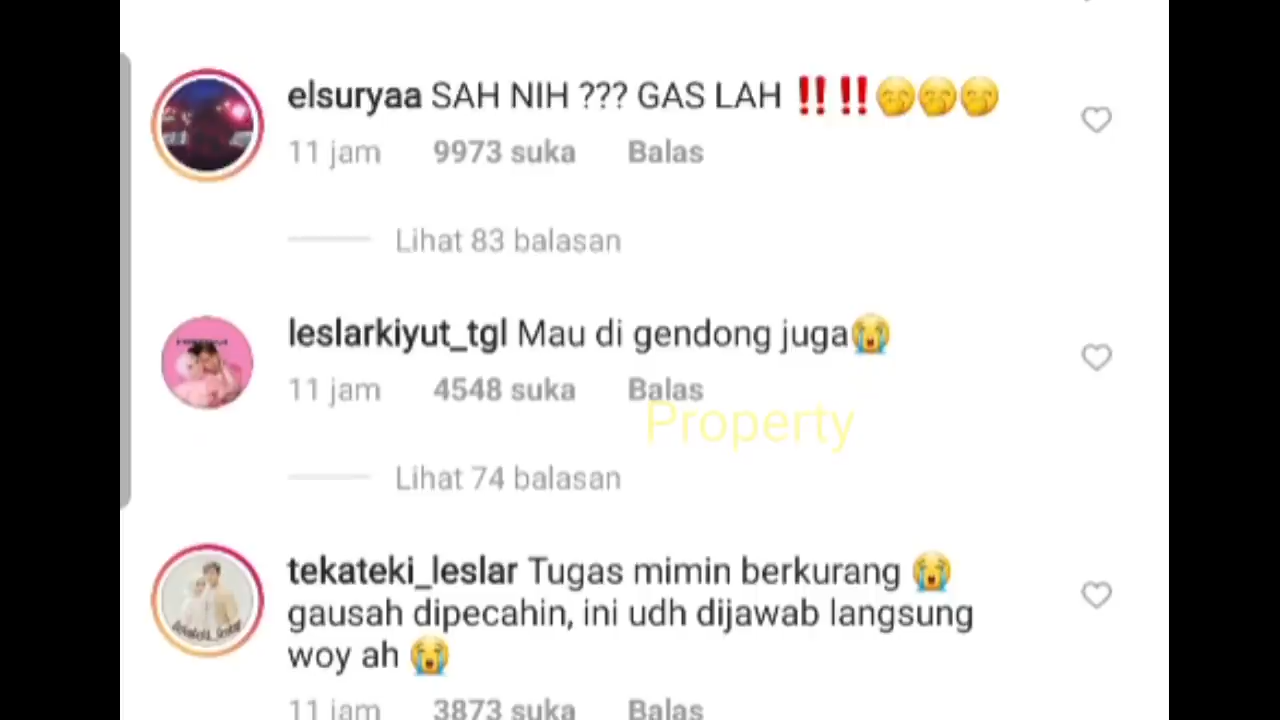 elsuryaa SAH NIH ??? GAS LAH ‼️‼️🤭🤭🤭
11 jam 9973 suka Balas
Lihat 83 balasan
leslarkiyut_tgl Mau di gendong juga😭
11 jam 4548 suka Balas
Property
Lihat 74 balasan
tekateki_leslar Tugas mimin berkurang 😭
gausah dipecahin, ini udh dijawab langsung
woy ah 😭
11 jam 3873 suka Balas